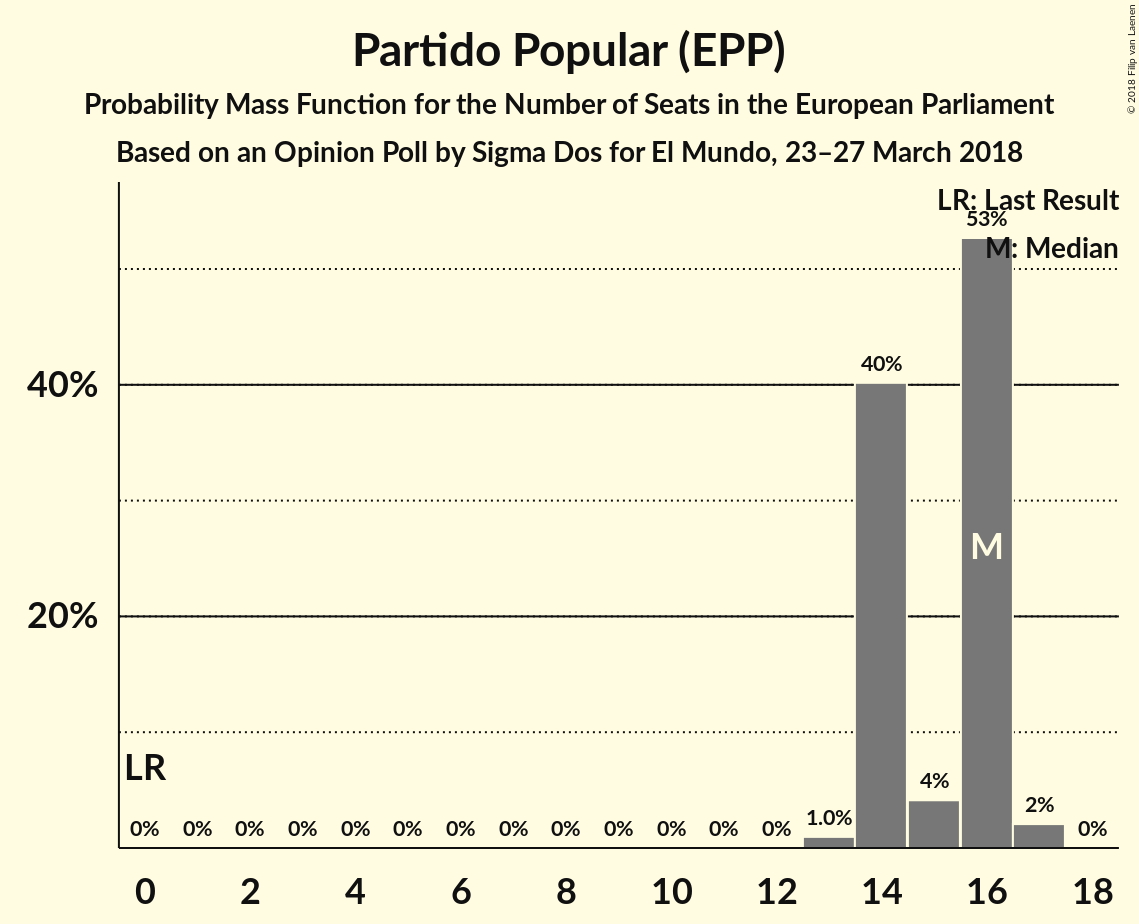 Partido Popular (EPP)
Probability Mass Function for the Number of Seats in the European Parliament
Based on an Opinion Poll by Sigma Dos for El Mundo, 23–27 March 2018
© 2018 Filip van Laenen
LR: Last Result
53%
M: Median
40%
40%
M
20%
LR
4%
2%
1.0%
0% 0% 0% 0% 0% 0% 0% 0% 0% 0% 0% 0% 0% 0%
0 2 4 6 8 10 12 14 16 18